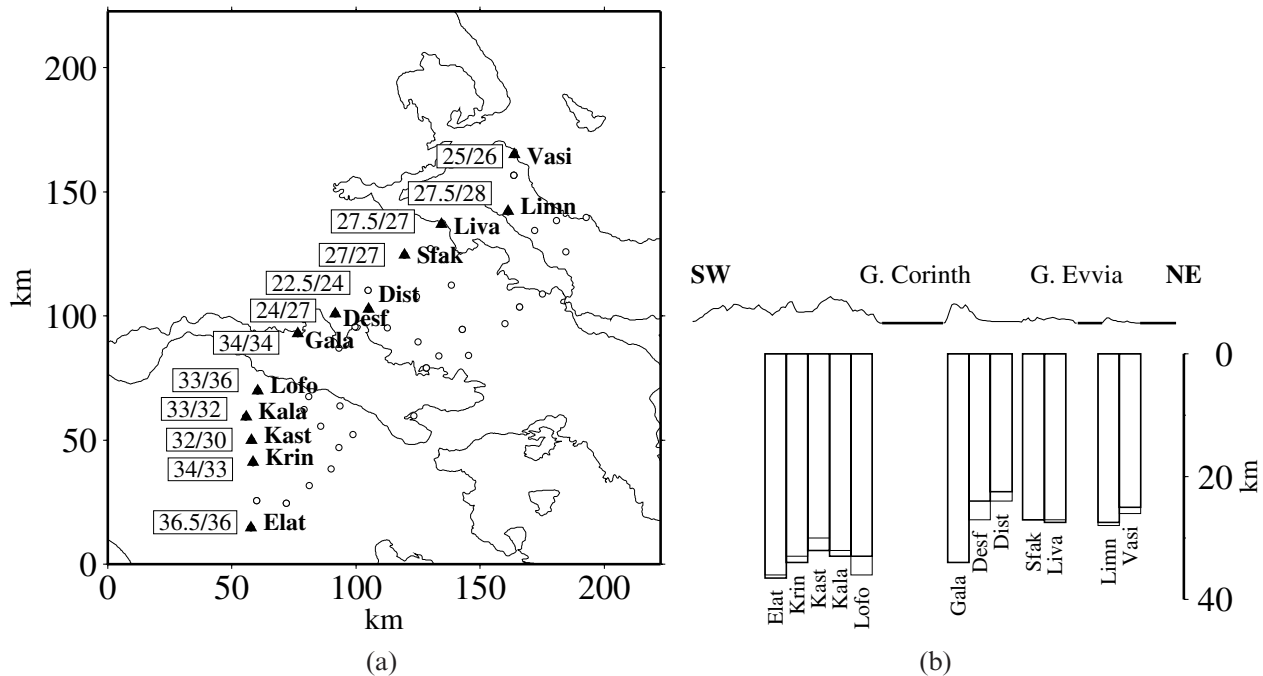 200
150
100
50
0
km
0
50
100
150
200
km
25/26
Vasi
27.5/28
Limn
27.5/27
Liva
27/27
Sfak
22.5/24
Dist
24/27
Desf
34/34
Gala
33/36
Lofo
33/32
Kala
32/30
Kast
34/33
Krin
36.5/36
Elat
(a)
SW
G. Corinth
G. Evvia
NE
0
20
40
km
Elat
Krin
Kast
Kala
Lofo
Gala
Desf
Dist
Sfak
Liva
Limn
Vasi
(b)